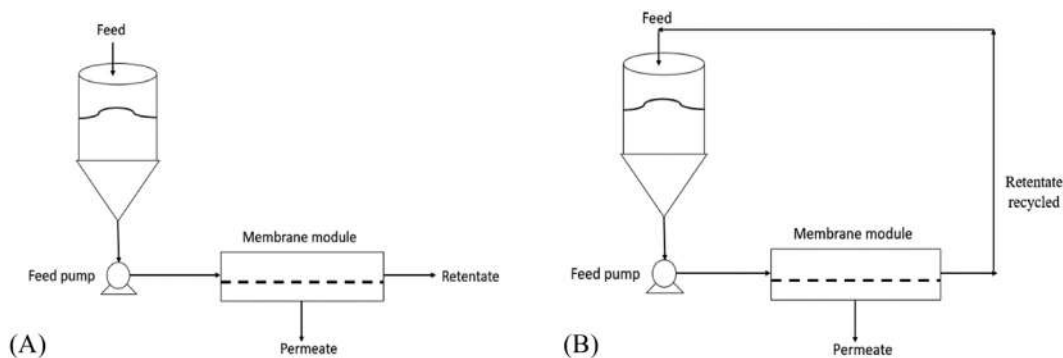 Feed
Membrane module
Feed pump
Retentate
Permeate
(A)
Feed
Retentate
recycled
Membrane module
Feed pump
Permeate
(B)